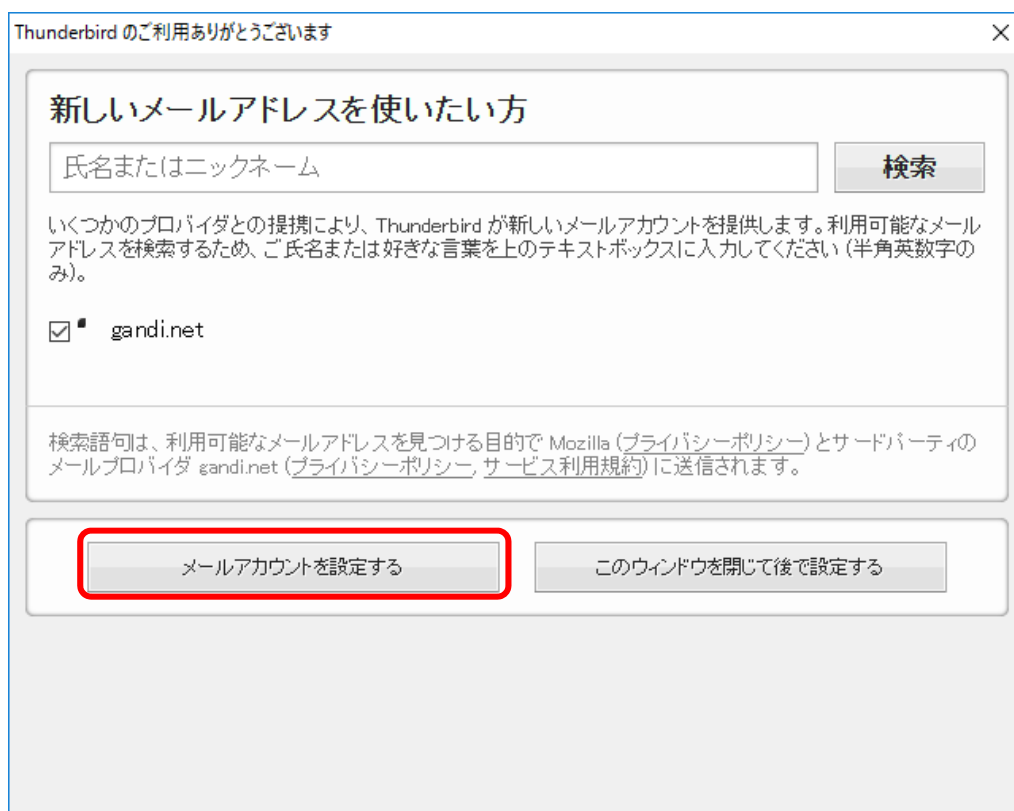 Thunderbird のご利用ありがとうございます
新しいメールアドレスを使いたい方
氏名またはニックネーム
検索
いくつかのプロバイダとの提携により、Thunderbird が新しいメールアカウントを提供します。利用可能なメール
アドレスを検索するため、ご氏名または好きな言葉を上のテキストボックスに入力してください (半角英数字の
み)。
gandi.net
検索語句は、利用可能なメールアドレスを見つける目的で Mozilla (プライバシーポリシー) とサードパーティの
メールプロバイダ gandi.net (プライバシーポリシー, サービス利用規約) に送信されます。
メールアカウントを設定する
このウィンドウを閉じて後で設定する